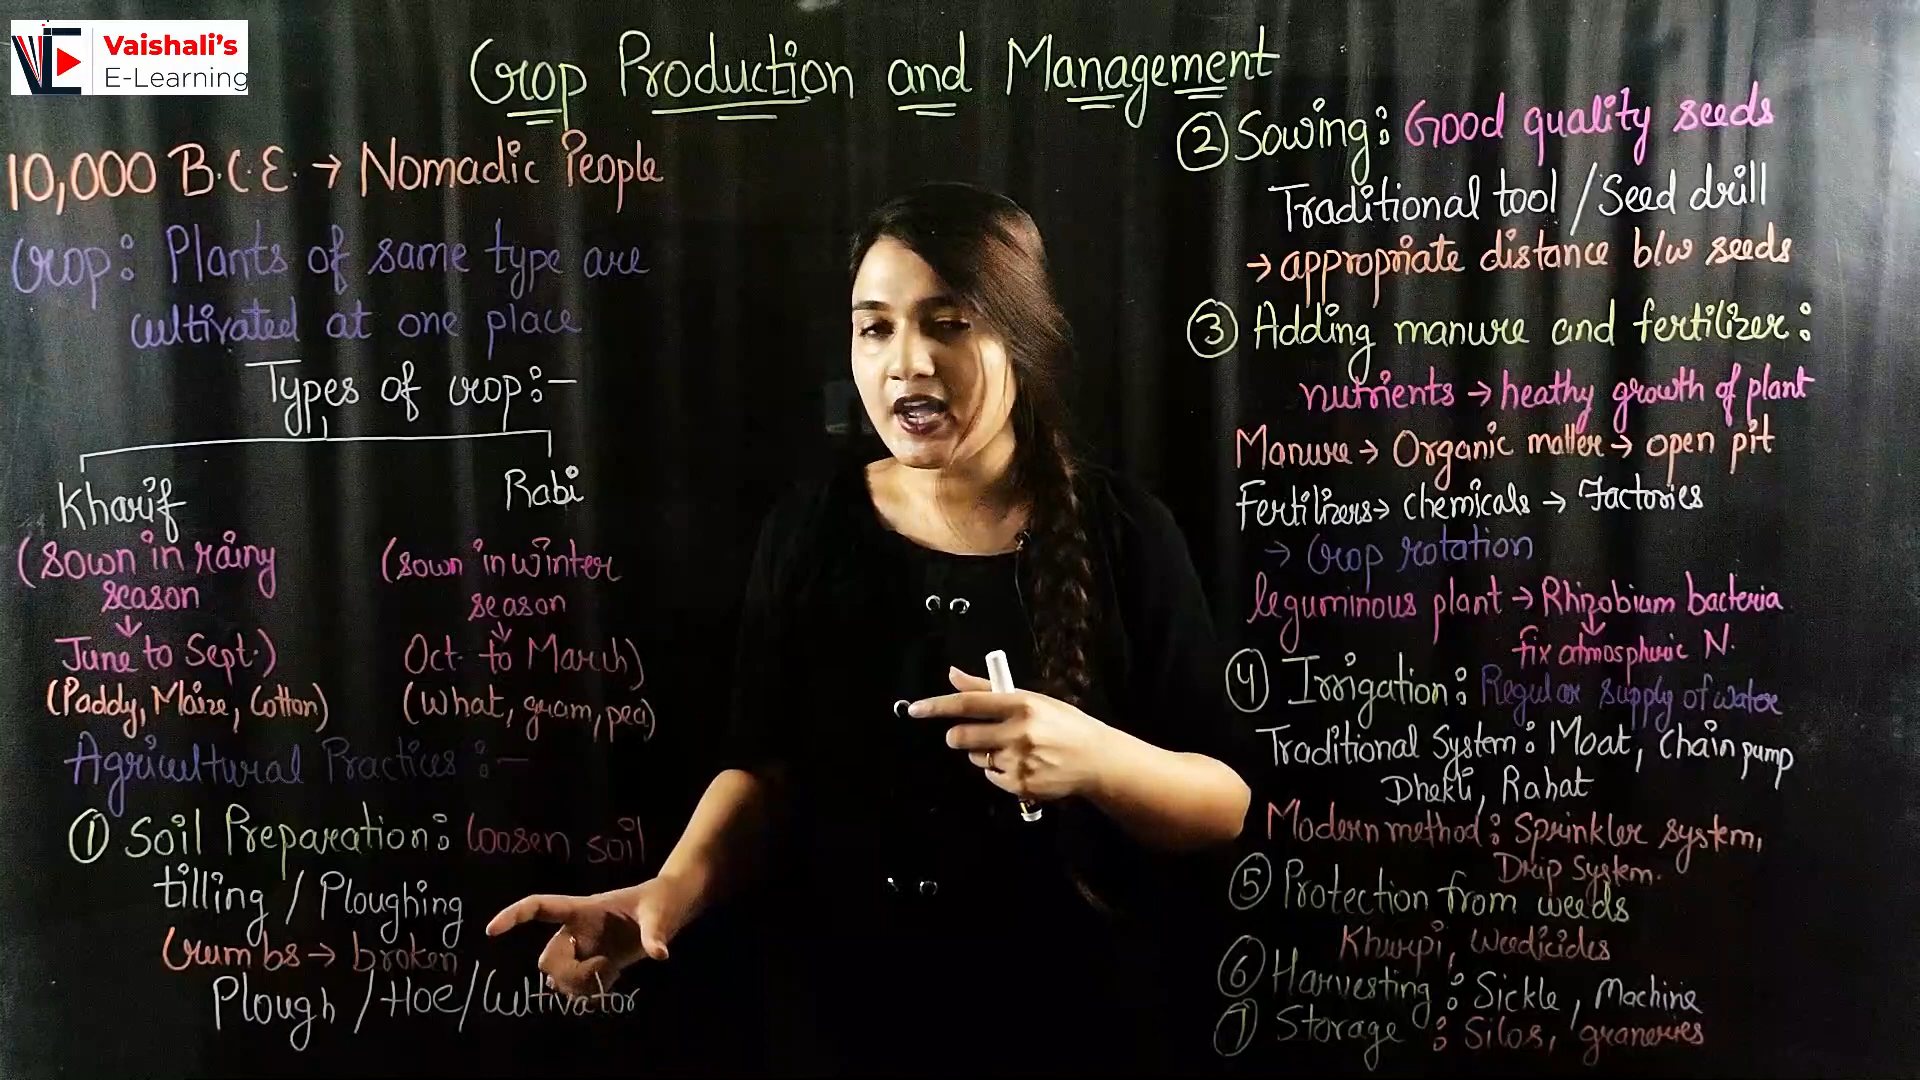 Vaishali's
E-Learning
Crop Production and Management
10,000 B.C.E. → Nomadic People
Crop: Plants of same type are
cultivated at one place
Types of crop:-
Kharif
(Sown in rainy
season
↓
June to Sept.)
(Paddy, Maize, Cotton)
Rabi
(sown in winter
season
↓
Oct. to March)
(What, gram, pea)
Agricultural Practices :-
① Soil Preparation: Loosen soil
tilling / Ploughing
Crumbs → broken
Plough / Hoe / Cultivator
② Sowing: Good quality seeds
Traditional tool / Seed drill
→ appropriate distance b/w seeds
③ Adding manure and fertilizer:
nutrients → heathy growth of plant
Manure → Organic matter → open pit
Fertilizers → chemicals → Factories
→ Crop rotation
leguminous plant → Rhizobium bacteria
↓
fix atmospheric N.
④ Irrigation: Regular supply of water
Traditional System: Moat, Chain pump
Dhekli, Rahat
Modern method: Sprinkler system,
Drip System.
⑤ Protection from weeds
Khurpi, Weedicides
⑥ Harvesting : Sickle, Machine
⑦ Storage : Silos, graneries